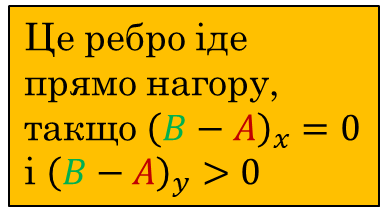 Це ребро іде
прямо нагору,
такщо (B − A)ₓ = 0
і (B − A)ᵧ > 0